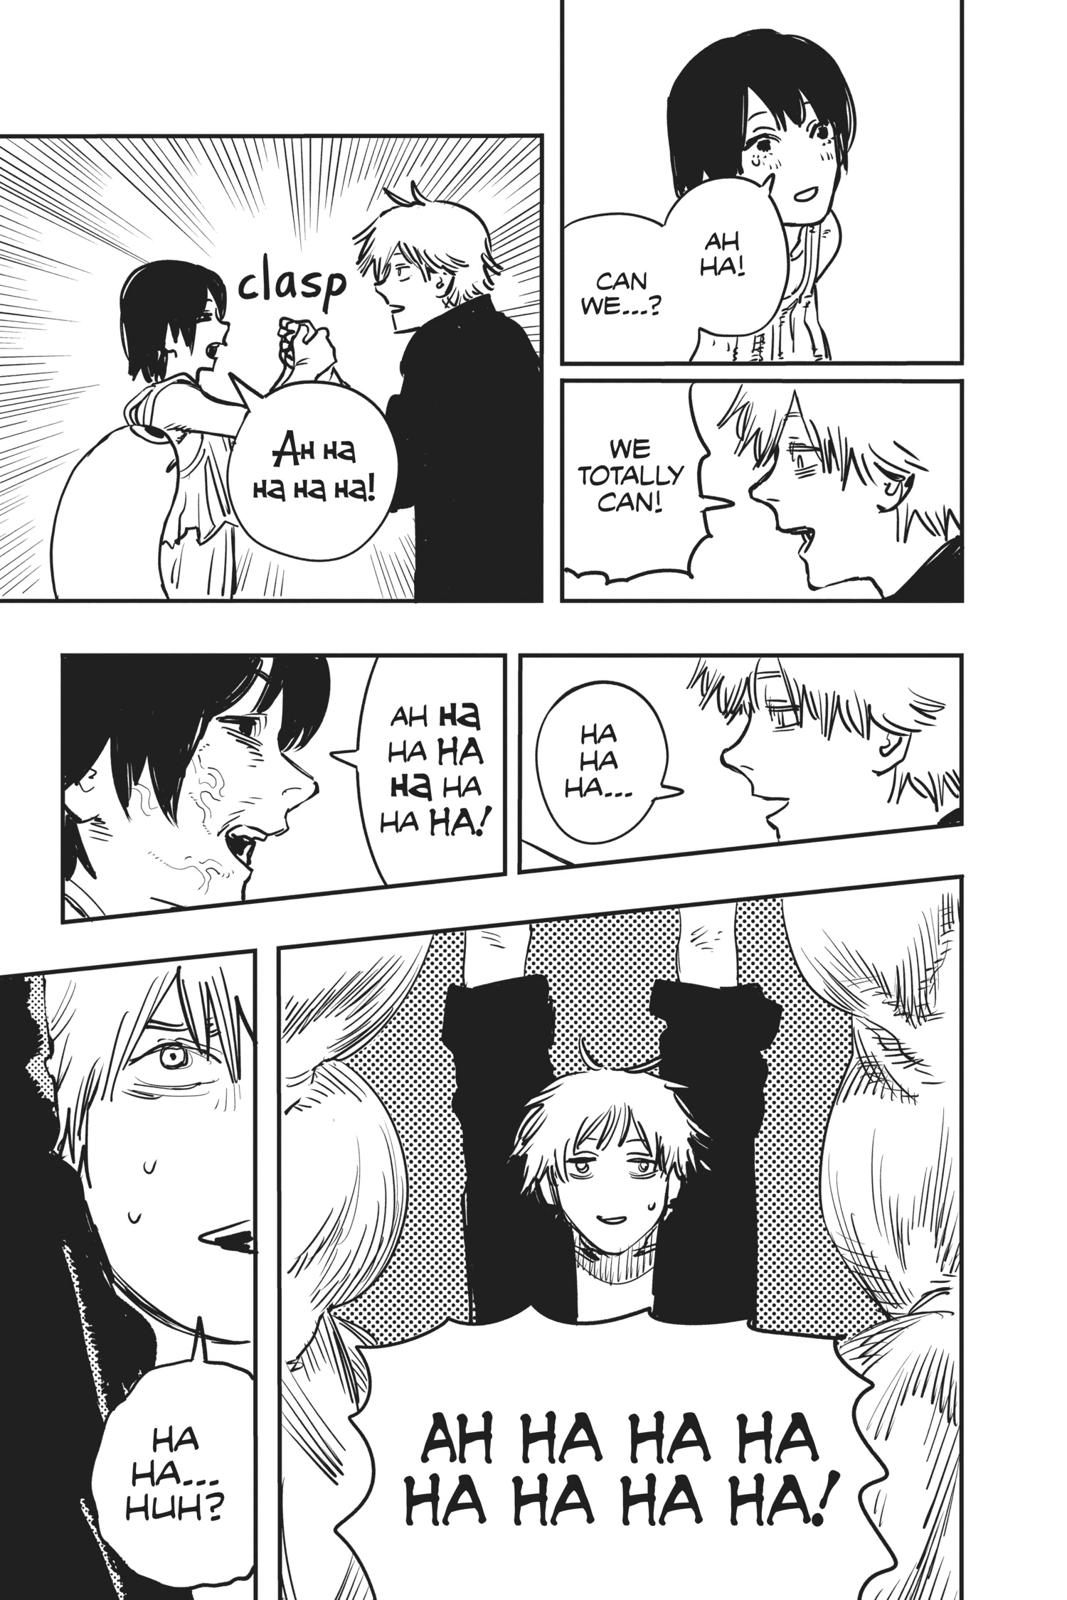 AH
HA!
CAN
WE...?
WE
TOTALLY
CAN!
clasp
AH HA
HA HA HA!
HA
HA
HA...
AH HA
HA HA
HA HA
HA HA!
AH HA HA HA
HA HA HA HA!
HA
HA...
HUH?